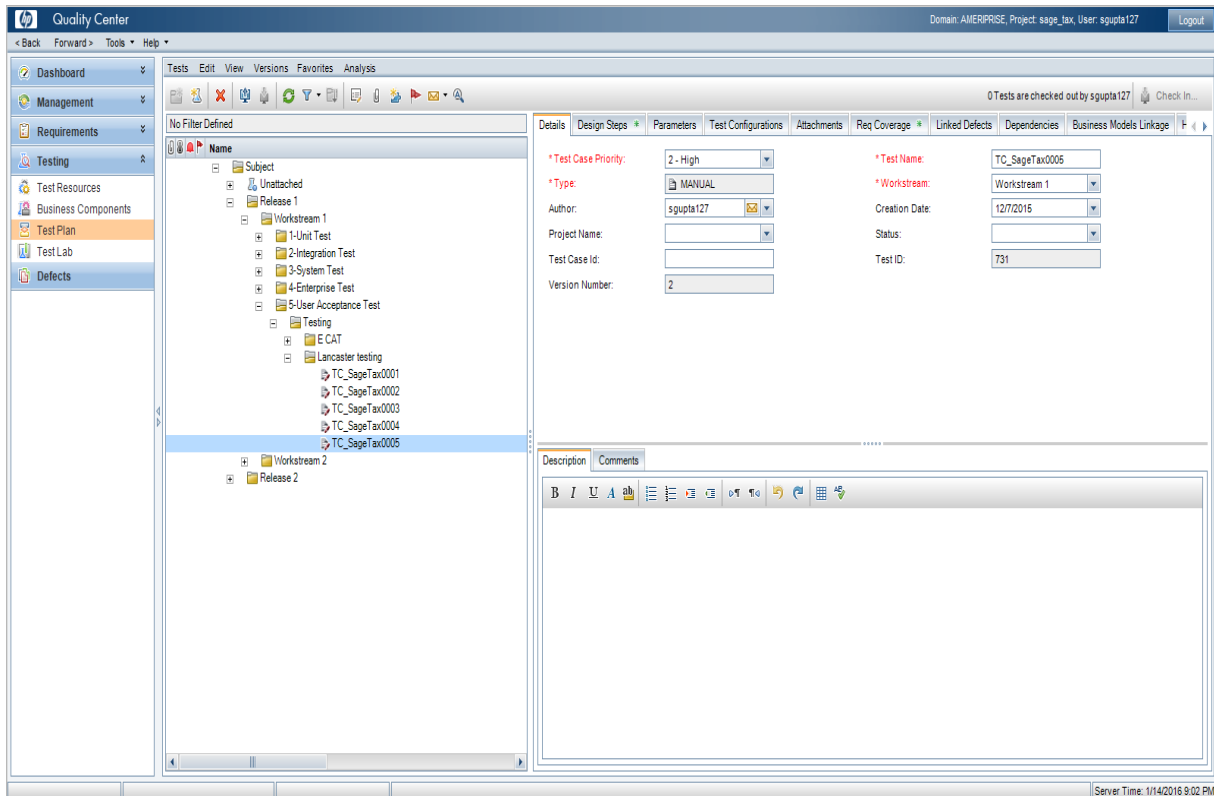 hp Quality Center Domain: AMERIPRISE, Project: sage_tax, User: sgupta127 Logout
< Back Forward > Tools Help
Dashboard
Management
Requirements
Testing
Test Resources
Business Components
Test Plan
Test Lab
Defects
Tests Edit View Versions Favorites Analysis
0 Tests are checked out by sgupta127 Check In...
No Filter Defined
Name
Subject
Unattached
Release 1
Workstream 1
1-Unit Test
2-Integration Test
3-System Test
4-Enterprise Test
5-User Acceptance Test
Testing
E CAT
Lancaster testing
TC_SageTax0001
TC_SageTax0002
TC_SageTax0003
TC_SageTax0004
TC_SageTax0005
Workstream 2
Release 2
Details Design Steps * Parameters Test Configurations Attachments Req Coverage * Linked Defects Dependencies Business Models Linkage
* Test Case Priority: 2 - High * Test Name: TC_SageTax0005
* Type: MANUAL * Workstream: Workstream 1
Author: sgupta127 Creation Date: 12/7/2015
Project Name: Status:
Test Case Id: Test ID: 731
Version Number: 2
Description Comments
B I U A ab
Server Time: 1/14/2016 9:02 PM